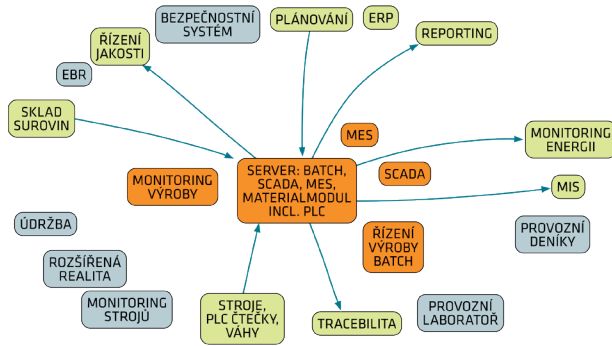 BEZPEČNOSTNÍ
SYSTÉM
PLÁNOVÁNÍ
ERP
REPORTING
ŘÍZENÍ
JAKOSTI
EBR
SKLAD
SUROVIN
MES
MONITORING
ENERGII
SERVER: BATCH,
SCADA, MES,
MATERIALMODUL
INCL. PLC
SCADA
MONITORING
VÝROBY
MIS
ÚDRŽBA
ŘÍZENÍ
VÝROBY
BATCH
PROVOZNÍ
DENÍKY
ROZŠÍŘENÁ
REALITA
MONITORING
STROJŮ
STROJE,
PLC ČTEČKY,
VÁHY
TRACEBILITA
PROVOZNÍ
LABORATOŘ